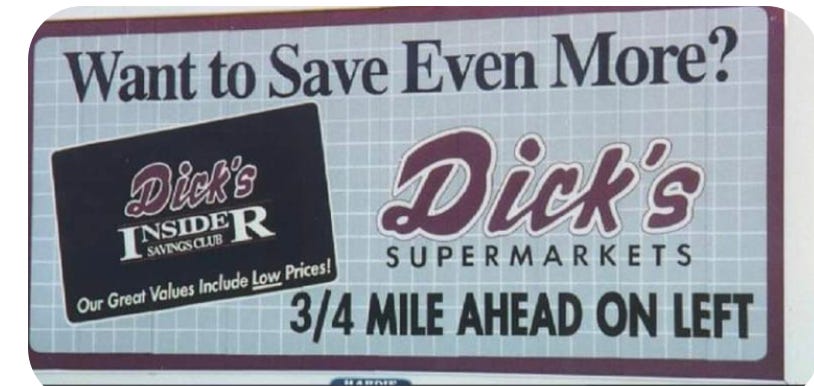 Want to Save Even More?
Dick's
INSIDER
SAVINGS CLUB
Our Great Values Include Low Prices!
Dick's
SUPERMARKETS
3/4 MILE AHEAD ON LEFT
HARDIE